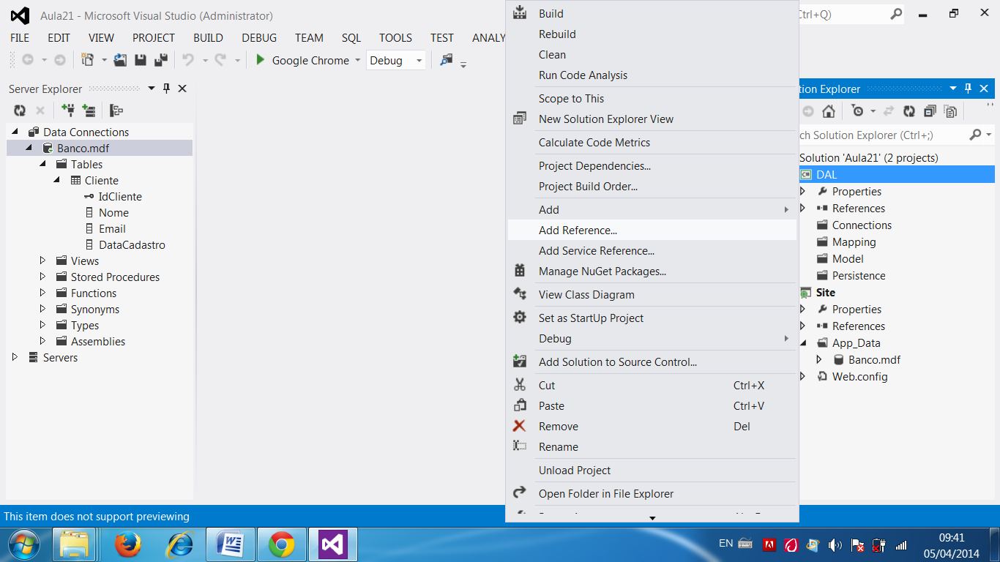 Aula21 - Microsoft Visual Studio (Administrator)
Ctrl+Q)
FILE EDIT VIEW PROJECT BUILD DEBUG TEAM SQL TOOLS TEST ANALY
Google Chrome Debug
Server Explorer
Data Connections
Banco.mdf
Tables
Cliente
IdCliente
Nome
Email
DataCadastro
Views
Stored Procedures
Functions
Synonyms
Types
Assemblies
Servers
Build
Rebuild
Clean
Run Code Analysis
Scope to This
New Solution Explorer View
Calculate Code Metrics
Project Dependencies...
Project Build Order...
Add
Add Reference...
Add Service Reference...
Manage NuGet Packages...
View Class Diagram
Set as StartUp Project
Debug
Add Solution to Source Control...
Cut Ctrl+X
Paste Ctrl+V
Remove Del
Rename
Unload Project
Open Folder in File Explorer
tion Explorer
ch Solution Explorer (Ctrl+;)
Solution 'Aula21' (2 projects)
C# DAL
Properties
References
Connections
Mapping
Model
Persistence
Site
Properties
References
App_Data
Banco.mdf
Web.config
This item does not support previewing
EN
09:41
05/04/2014